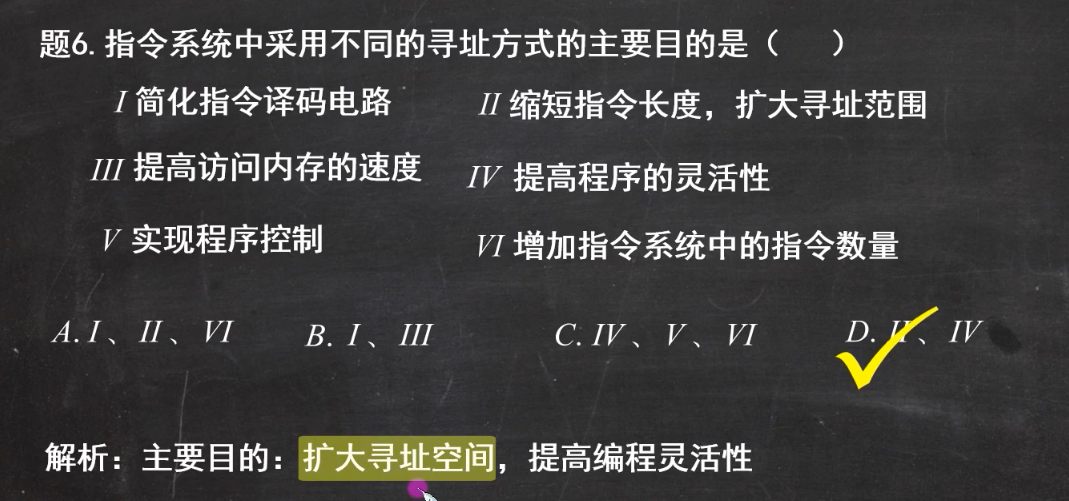 题6. 指令系统中采用不同的寻址方式的主要目的是（ ）
I 简化指令译码电路 II 缩短指令长度，扩大寻址范围
III 提高访问内存的速度 IV 提高程序的灵活性
V 实现程序控制 VI 增加指令系统中的指令数量
A. I、II、VI B. I、III C. IV、V、VI D. II、IV
解析：主要目的：扩大寻址空间，提高编程灵活性